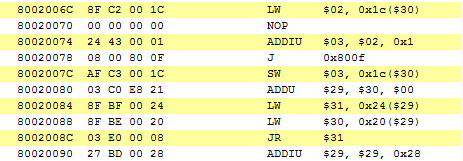 8002006C 8F C2 00 1C LW $02, 0x1c($30)
80020070 00 00 00 00 NOP
80020074 24 43 00 01 ADDIU $03, $02, 0x1
80020078 08 00 80 0F J 0x800f
8002007C AF C3 00 1C SW $03, 0x1c($30)
80020080 03 C0 E8 21 ADDU $29, $30, $00
80020084 8F BF 00 24 LW $31, 0x24($29)
80020088 8F BE 00 20 LW $30, 0x20($29)
8002008C 03 E0 00 08 JR $31
80020090 27 BD 00 28 ADDIU $29, $29, 0x28